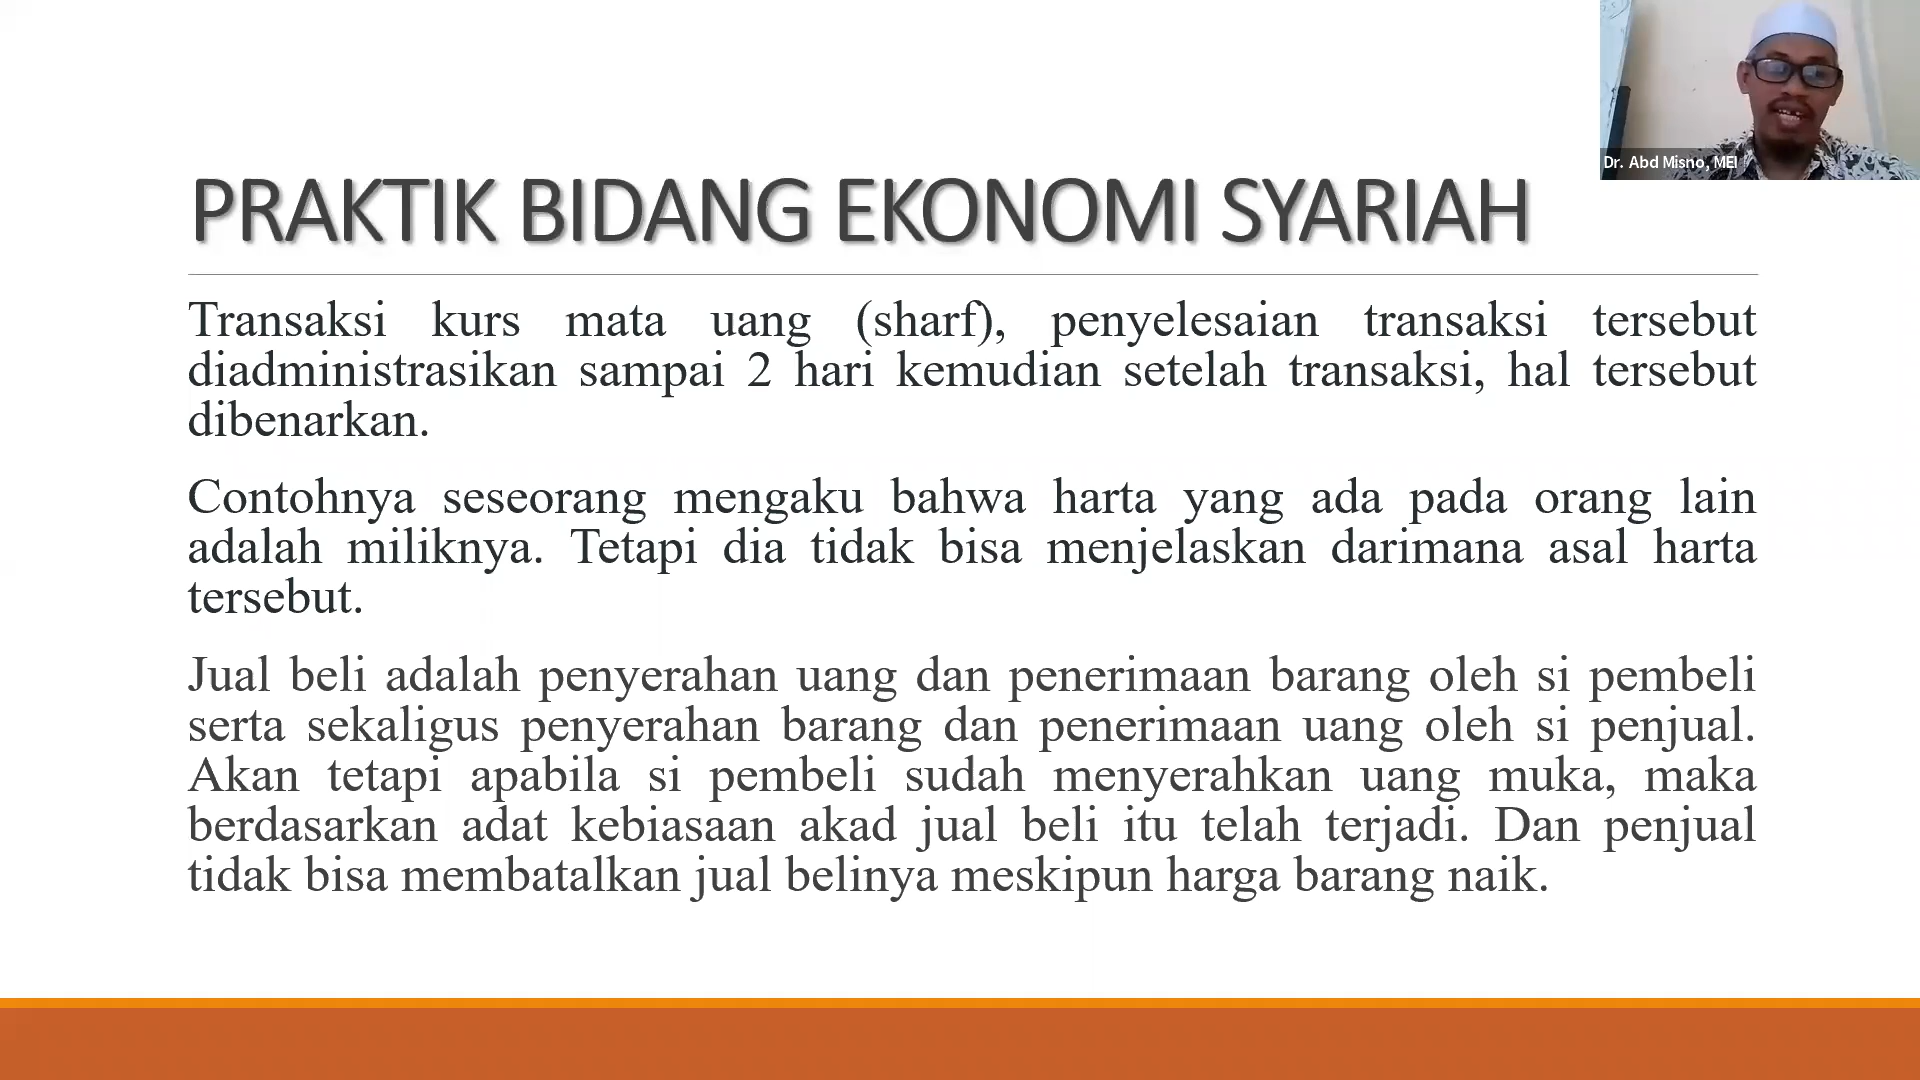 Dr. Abd Misno, MEI
PRAKTIK BIDANG EKONOMI SYARIAH
Transaksi kurs mata uang (sharf), penyelesaian transaksi tersebut
diadministrasikan sampai 2 hari kemudian setelah transaksi, hal tersebut
dibenarkan.
Contohnya seseorang mengaku bahwa harta yang ada pada orang lain
adalah miliknya. Tetapi dia tidak bisa menjelaskan darimana asal harta
tersebut.
Jual beli adalah penyerahan uang dan penerimaan barang oleh si pembeli
serta sekaligus penyerahan barang dan penerimaan uang oleh si penjual.
Akan tetapi apabila si pembeli sudah menyerahkan uang muka, maka
berdasarkan adat kebiasaan akad jual beli itu telah terjadi. Dan penjual
tidak bisa membatalkan jual belinya meskipun harga barang naik.